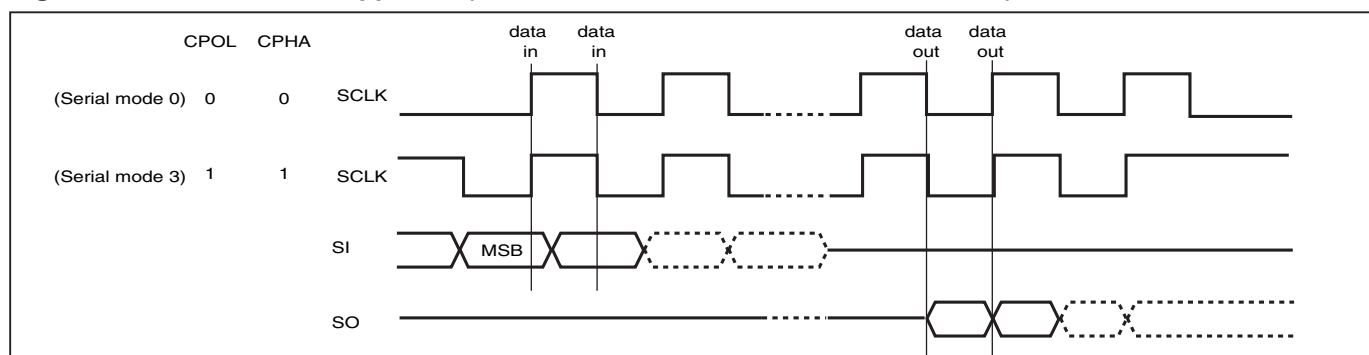 CPOL CPHA
data in data in data out data out
(Serial mode 0) 0 0 SCLK
(Serial mode 3) 1 1 SCLK
SI MSB
SO